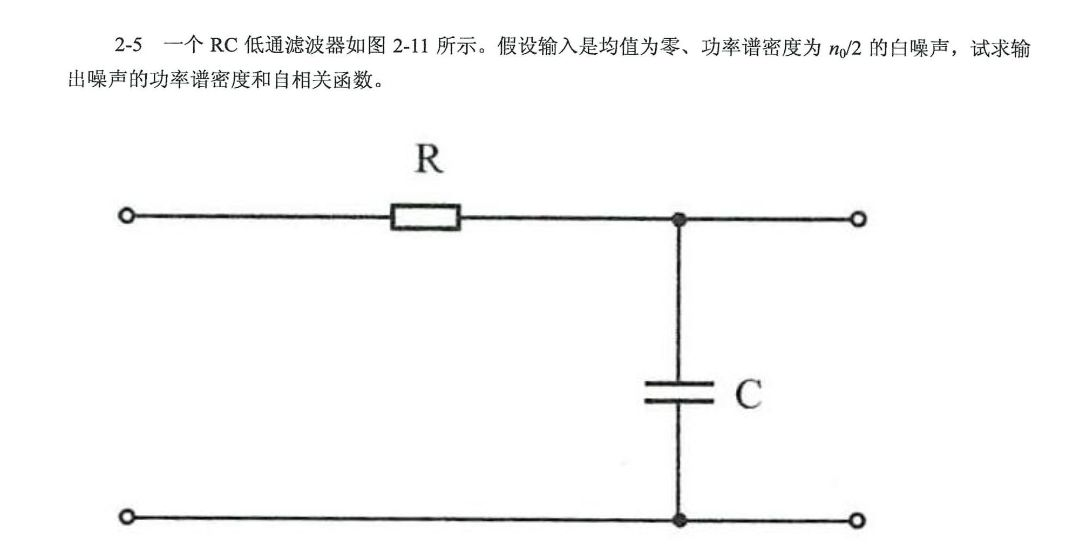 2-5 一个 RC 低通滤波器如图 2-11 所示。假设输入是均值为零、功率谱密度为 n₀/2 的白噪声，试求输
出噪声的功率谱密度和自相关函数。
R
C